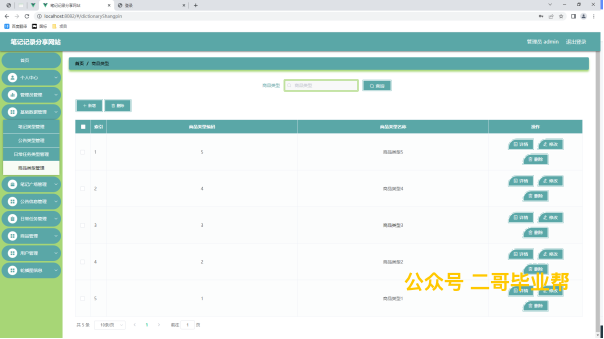 笔记记录分享网站
登录
localhost:8082/#/dictionaryShangpin
笔记记录分享网站
管理员 admin
退出登录
首页
首页 / 商品类型
个人中心
管理员管理
基础数据管理
笔记类型管理
公告类型管理
日常任务类型管理
商品类型管理
笔记广场管理
公告信息管理
日常任务管理
商品管理
用户管理
轮播图信息
商品类型
商品类型
查询
+ 新增
删除
索引
商品类型编码
商品类型名称
操作
1
5
商品类型5
详情
修改
删除
2
4
商品类型4
详情
修改
删除
3
3
商品类型3
详情
修改
删除
4
2
商品类型2
详情
修改
删除
5
1
商品类型1
详情
修改
删除
共 5 条
10条/页
1
前往
1
页
公众号 二哥毕业帮